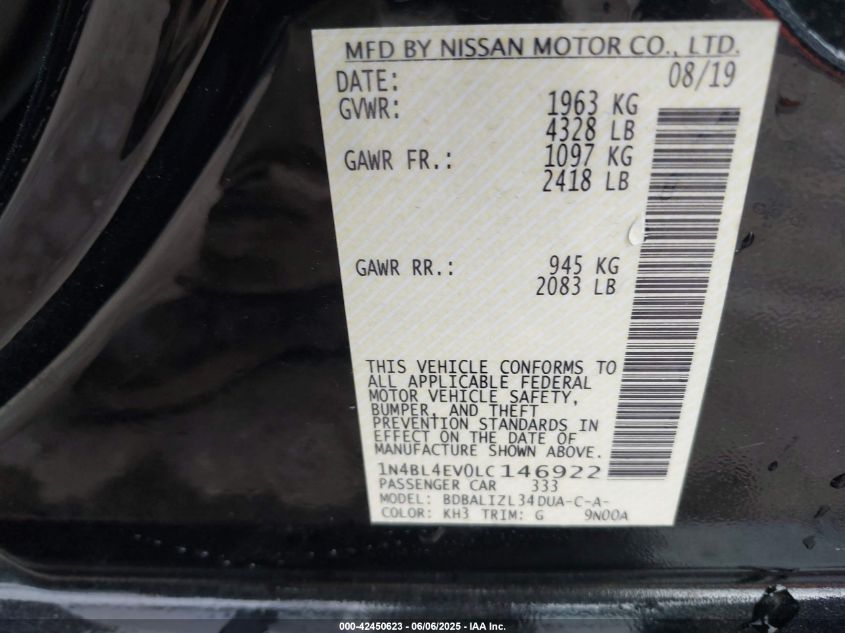 MFD BY NISSAN MOTOR CO., LTD.
DATE: 08/19
GVWR: 1963 KG
4328 LB
GAWR FR.: 1097 KG
2418 LB
GAWR RR.: 945 KG
2083 LB
THIS VEHICLE CONFORMS TO
ALL APPLICABLE FEDERAL
MOTOR VEHICLE SAFETY,
BUMPER, AND THEFT
PREVENTION STANDARDS IN
EFFECT ON THE DATE OF
MANUFACTURE SHOWN ABOVE.
1N4BL4EV0LC146922
PASSENGER CAR 333
MODEL: BDBALIZL34DUA-C-A-
COLOR: KH3 TRIM: G 9N00A
000-42450623 - 06/06/2025 - IAA Inc.